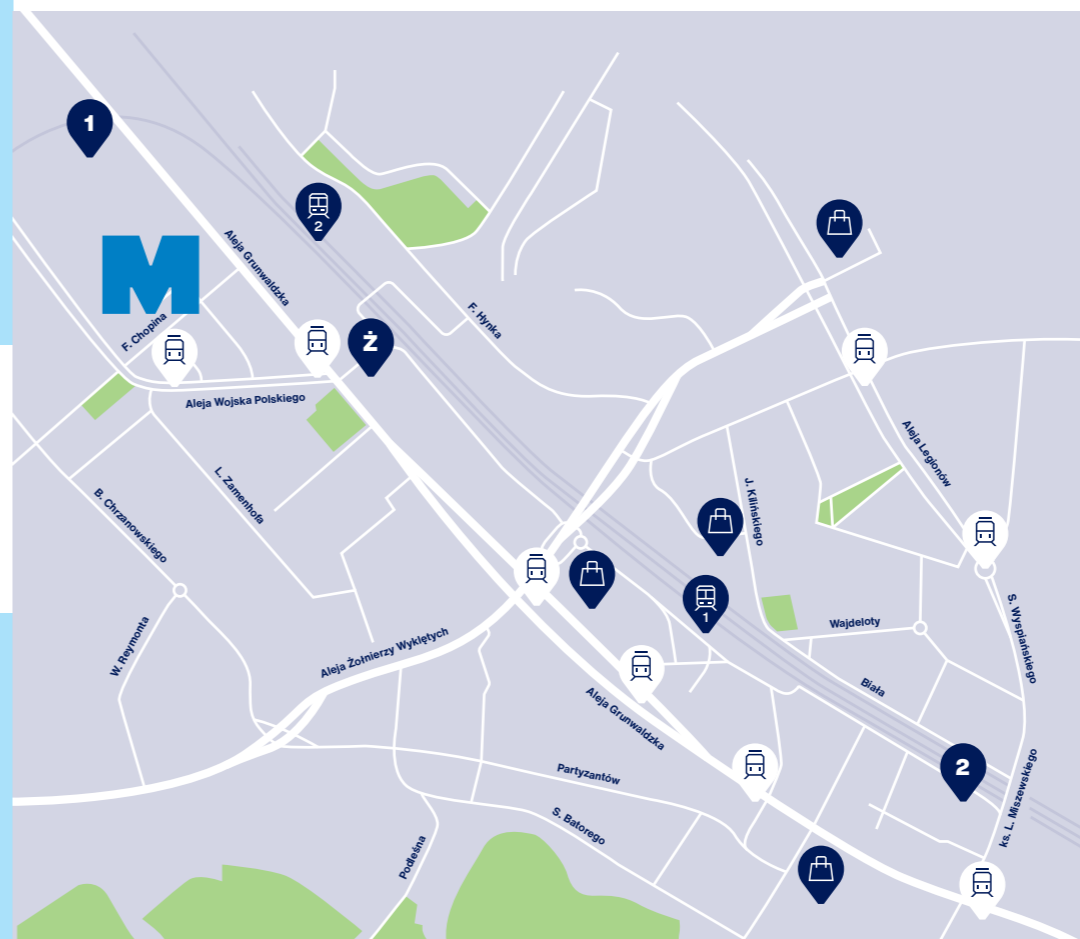 1
2
Aleja Grunwaldzka
M
F. Chopina
Ż
F. Hynka
Aleja Wojska Polskiego
Aleja Legionów
L. Zamenhofa
B. Chrzanowskiego
J. Kilińskiego
1
W. Reymonta
Aleja Żołnierzy Wyklętych
Wajdeloty
S. Wyspiańskiego
Biała
Aleja Grunwaldzka
2
Partyzantów
ks. L. Miszewskiego
S. Batorego
Podleśna